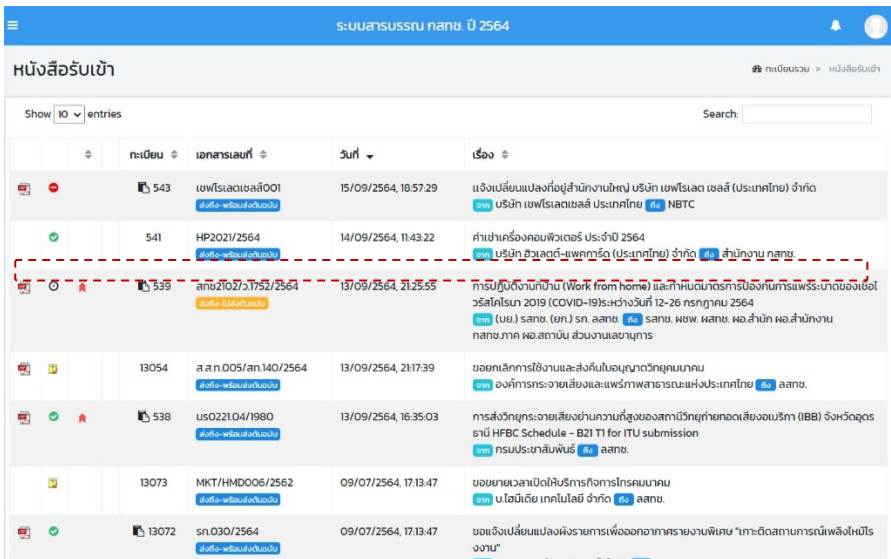 ระบบสารบรรณ กสทช. ปี 2564
หนังสือรับเข้า
ทะเบียนรวม > หนังสือรับเข้า
Show 10 entries
Search:
ทะเบียน เอกสารเลขที่ วันที่ เรื่อง
543 เชฟโรเลตเซลส์001 15/09/2564, 18:57:29 แจ้งเปลี่ยนแปลงที่อยู่สำนักงานใหญ่ บริษัท เชฟโรเลต เซลส์ (ประเทศไทย) จำกัด
ส่งถึง-พร้อมส่งต้นฉบับ จาก บริษัท เชฟโรเลตเซลส์ ประเทศไทย ถึง NBTC
541 HP2021/2564 14/09/2564, 11:43:22 ค่าเช่าเครื่องคอมพิวเตอร์ ประจำปี 2564
ส่งถึง-พร้อมส่งต้นฉบับ จาก บริษัท ฮิวเลตต์-แพคการ์ด (ประเทศไทย) จำกัด ถึง สำนักงาน กสทช.
539 สทช2102/ว.1752/2564 13/09/2564, 21:25:55 การปฏิบัติงานที่บ้าน (Work from home) และกำหนดมาตรการป้องกันการแพร่ระบาดของเชื้อไ
ส่งถึง-ไม่ส่งต้นฉบับ วรัสโคโรนา 2019 (COVID-19)ระหว่างวันที่ 12-26 กรกฎาคม 2564
จาก (บย.) รสทช. (ยก.) รก. ลสทช. ถึง รสทช. ผชพ. ผสทช. ผอ.สำนัก ผอ.สำนักงาน
กสทช.ภาค ผอ.สถาบัน ส่วนงานเลขานุการ
13054 ส.ส.ท.005/สท.140/2564 13/09/2564, 21:17:39 ขอยกเลิกการใช้งานและส่งคืนใบอนุญาตวิทยุคมนาคม
ส่งถึง-พร้อมส่งต้นฉบับ จาก องค์การกระจายเสียงและแพร่ภาพสาธารณะแห่งประเทศไทย ถึง ลสทช.
538 นร0221.04/1980 13/09/2564, 16:35:03 การส่งวิทยุกระจายเสียงย่านความถี่สูงของสถานีวิทยุถ่ายทอดเสียงอเมริกา (IBB) จังหวัดอุดร
ส่งถึง-พร้อมส่งต้นฉบับ ธานี HFBC Schedule - B21 T1 for ITU submission
จาก กรมประชาสัมพันธ์ ถึง ลสทช.
13073 MKT/HMD006/2562 09/07/2564, 17:13:47 ขอขยายเวลาเปิดให้บริการกิจการโทรคมนาคม
ส่งถึง-พร้อมส่งต้นฉบับ จาก บ.ไฮมีเดีย เทคโนโลยี จำกัด ถึง ลสทช.
13072 รท.030/2564 09/07/2564, 17:13:47 ขอแจ้งเปลี่ยนแปลงผังรายการเพื่อออกอากาศรายงานพิเศษ "เกาะติดสถานการณ์เพลิงไหม้โร
ส่งถึง-พร้อมส่งต้นฉบับ งงาน"